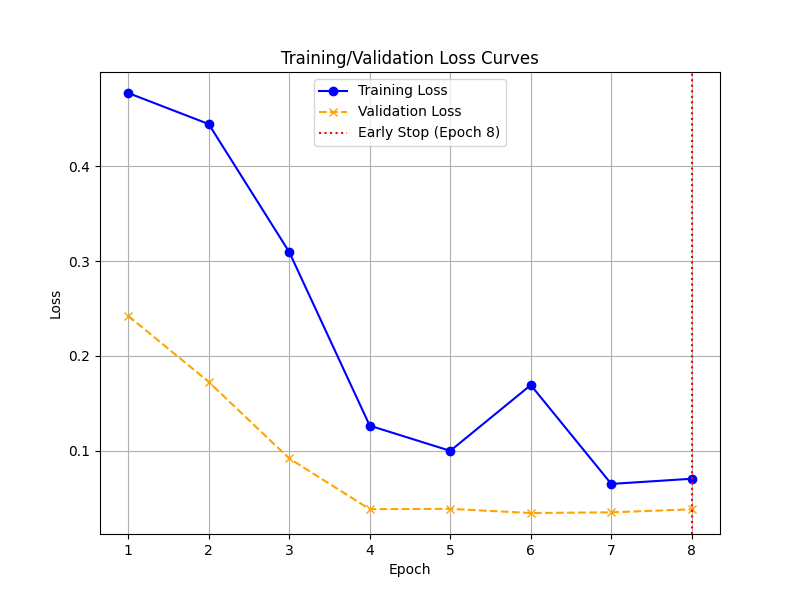 Training/Validation Loss Curves
Training Loss
Validation Loss
Early Stop (Epoch 8)
0.4
0.3
0.2
0.1
Loss
1 2 3 4 5 6 7 8
Epoch